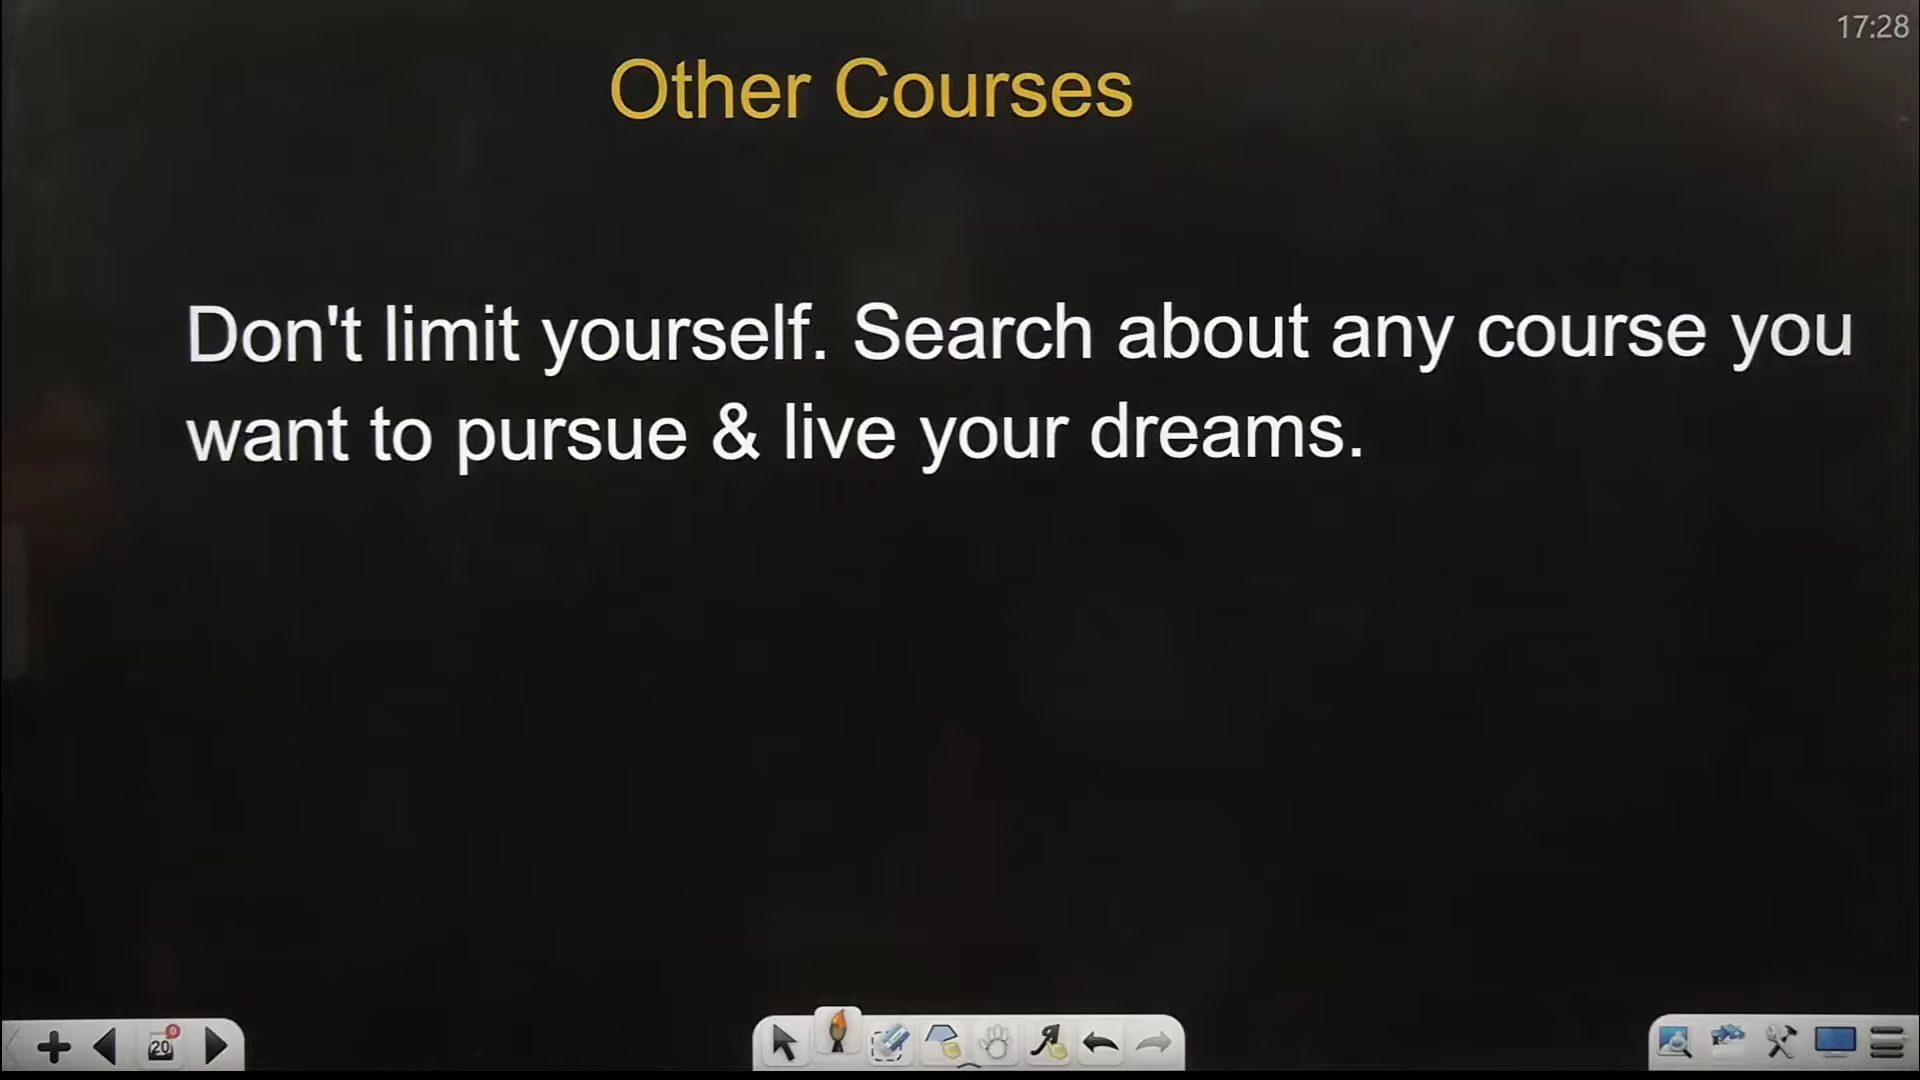 17:28
Other Courses
Don't limit yourself. Search about any course you
want to pursue & live your dreams.
20
0